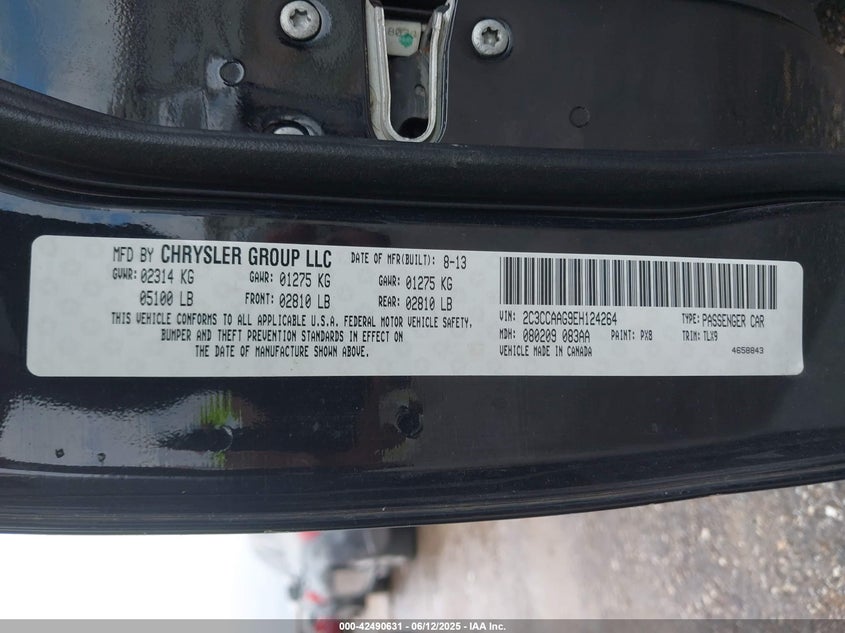 MFD BY CHRYSLER GROUP LLC DATE OF MFR(BUILT): 8-13
GVWR: 02314 KG GAWR: 01275 KG GAWR: 01275 KG
05100 LB FRONT: 02810 LB REAR: 02810 LB
THIS VEHICLE CONFORMS TO ALL APPLICABLE U.S.A. FEDERAL MOTOR VEHICLE SAFETY,
BUMPER AND THEFT PREVENTION STANDARDS IN EFFECT ON
THE DATE OF MANUFACTURE SHOWN ABOVE.
VIN: 2C3CCAAG9EH124264 TYPE: PASSENGER CAR
MDH: 080209 083AA PAINT: PX8 TRIM: TLX9
VEHICLE MADE IN CANADA 4658843
000-42490631 - 06/12/2025 - IAA Inc.